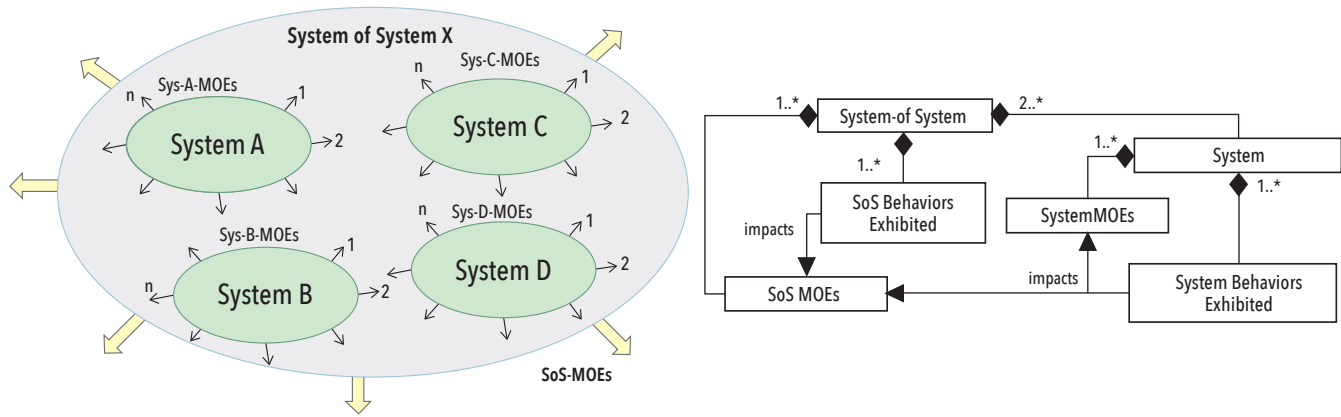 System of System X
Sys-A-MOEs
n
1
System A
2
Sys-C-MOEs
n
1
System C
2
Sys-B-MOEs
1
n
System B
2
Sys-D-MOEs
n
1
System D
2
SoS-MOEs
1..*
System-of System
2..*
1..*
SoS Behaviors
Exhibited
impacts
SoS MOEs
1..*
System
1..*
SystemMOEs
impacts
System Behaviors
Exhibited